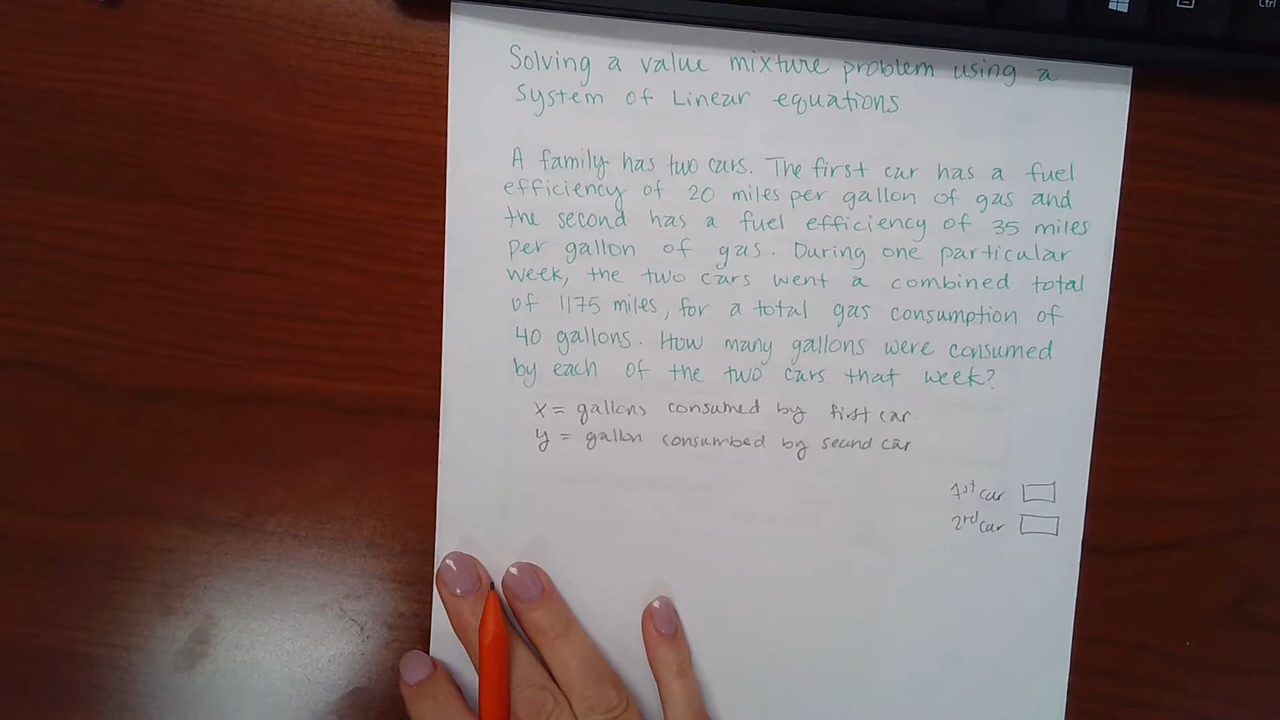 Ctrl
Solving a value mixture problem using a
system of Linear equations
A family has two cars. The first car has a fuel
efficiency of 20 miles per gallon of gas and
the second has a fuel efficiency of 35 miles
per gallon of gas. During one particular
week, the two cars went a combined total
of 1175 miles, for a total gas consumption of
40 gallons. How many gallons were consumed
by each of the two cars that week?
x = gallons consumed by first car.
y = gallon consumbed by second car
1st car
2rd car